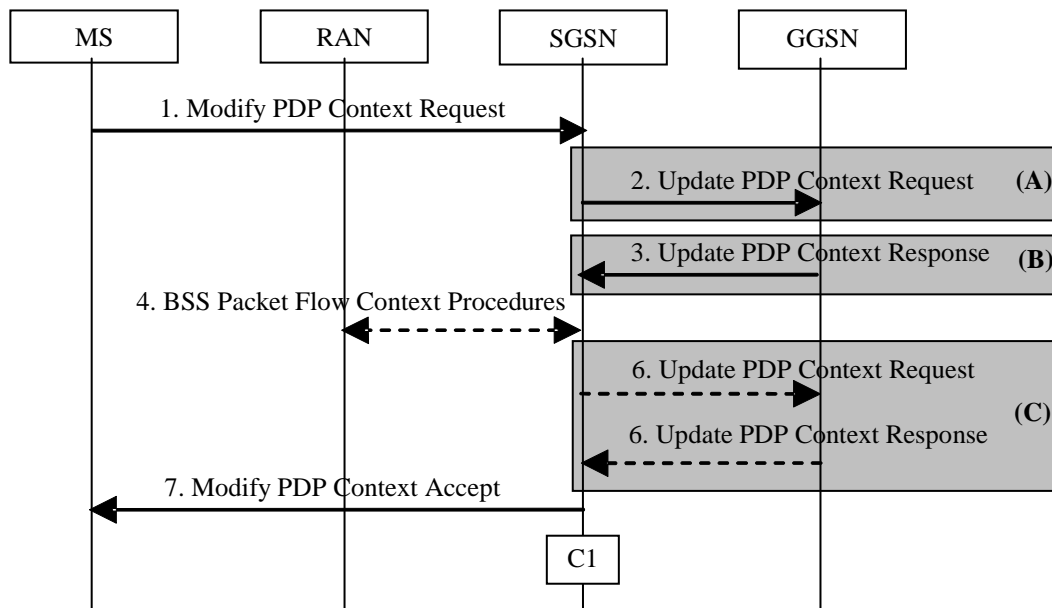 MS
RAN
SGSN
GGSN
1. Modify PDP Context Request
2. Update PDP Context Request
(A)
3. Update PDP Context Response
(B)
4. BSS Packet Flow Context Procedures
6. Update PDP Context Request
(C)
6. Update PDP Context Response
7. Modify PDP Context Accept
C1